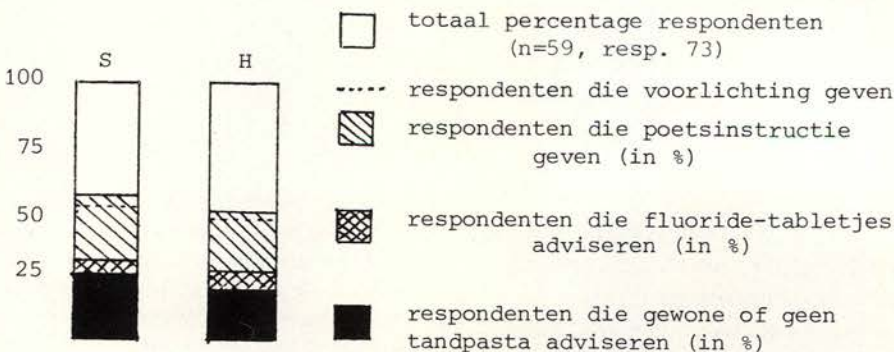 S H
100
75
50
25
totaal percentage respondenten
(n=59, resp. 73)
respondenten die voorlichting geven
respondenten die poetsinstructie
geven (in %)
respondenten die fluoride-tabletjes
adviseren (in %)
respondenten die gewone of geen
tandpasta adviseren (in %)